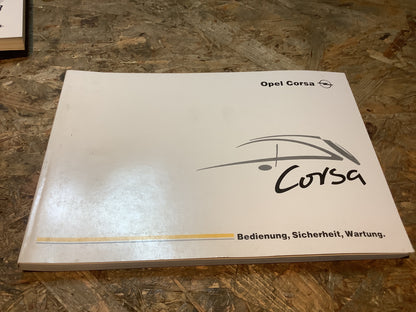 Opel Corsa
Corsa
Bedienung, Sicherheit, Wartung.